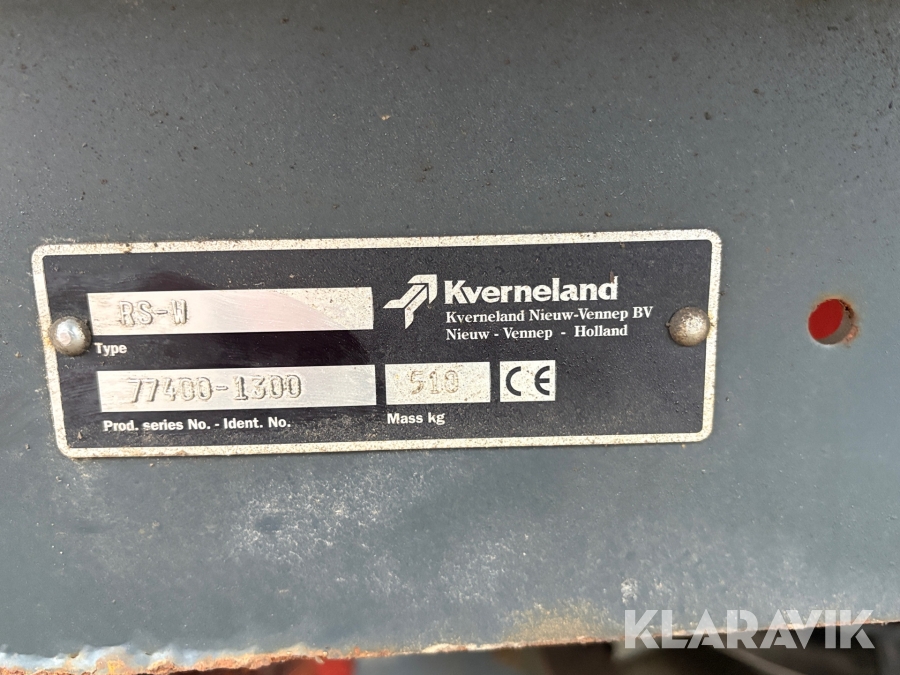 RS-W
Type
Kverneland
Kverneland Nieuw-Vennep BV
Nieuw - Vennep - Holland
77400-1300
Prod. series No. - Ident. No.
510
Mass kg
CE
KLARAVIK